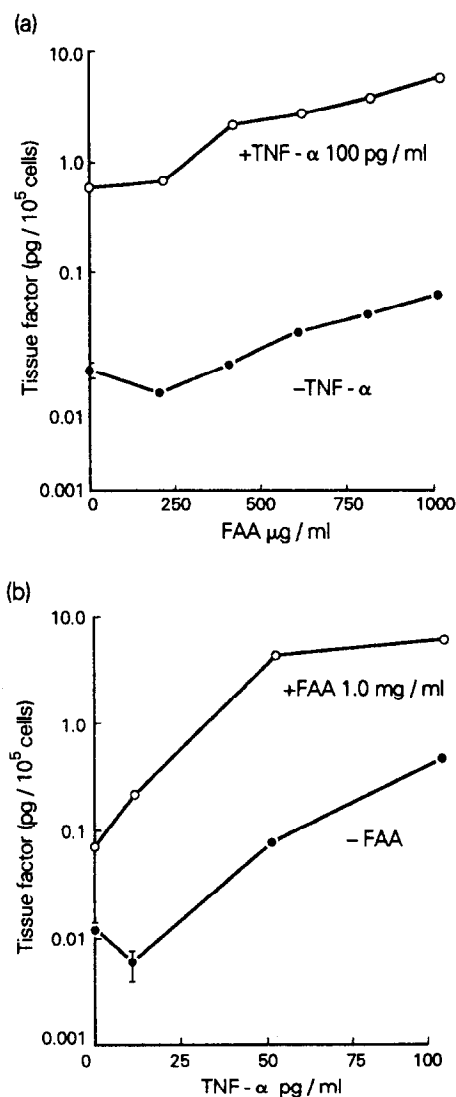 (a)
Tissue factor (pg / 10⁵ cells)
10.0
1.0
0.1
0.01
0.001
+TNF - α 100 pg / ml
–TNF - α
0 250 500 750 1000
FAA μg / ml
(b)
Tissue factor (pg / 10⁵ cells)
10.0
1.0
0.1
0.01
0.001
+FAA 1.0 mg / ml
– FAA
0 25 50 75 100
TNF - α pg / ml